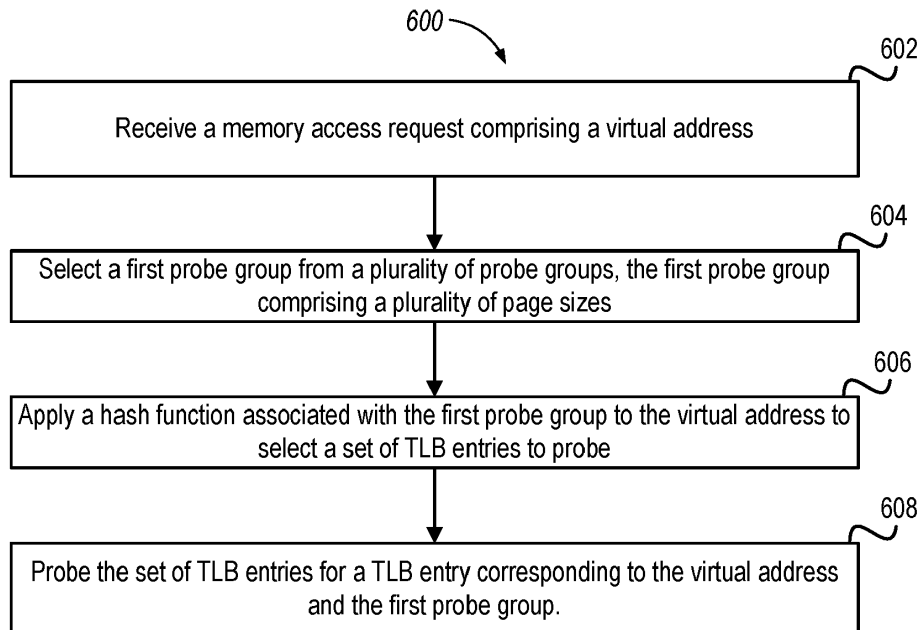 600
602
Receive a memory access request comprising a virtual address
604
Select a first probe group from a plurality of probe groups, the first probe group
comprising a plurality of page sizes
606
Apply a hash function associated with the first probe group to the virtual address to
select a set of TLB entries to probe
608
Probe the set of TLB entries for a TLB entry corresponding to the virtual address
and the first probe group.